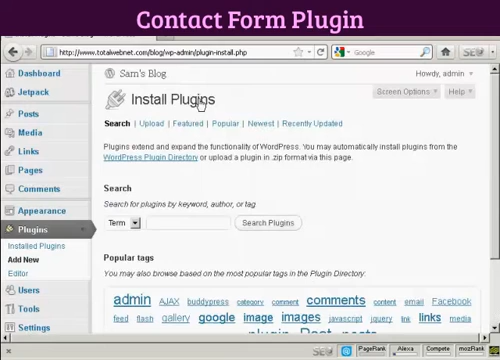 Contact Form Plugin
http://www.totalwebnet.com/blog/wp-admin/plugin-install.php
Google
SEO
Sam's Blog
Howdy, admin
Dashboard
Jetpack
Posts
Media
Links
Pages
Comments
Appearance
Plugins
Installed Plugins
Add New
Editor
Users
Tools
Settings
Install Plugins
Screen Options
Help
Search | Upload | Featured | Popular | Newest | Recently Updated
Plugins extend and expand the functionality of WordPress. You may automatically install plugins from the
WordPress Plugin Directory or upload a plugin in .zip format via this page.
Search
Search for plugins by keyword, author, or tag
Term
Search Plugins
Popular tags
You may also browse based on the most popular tags in the Plugin Directory:
admin AJAX buddypress category comment comments content email Facebook
feed flash gallery google image images javascript jquery link links media
plugin Post posts
SEO
PageRank
Alexa
Compete
mozRank